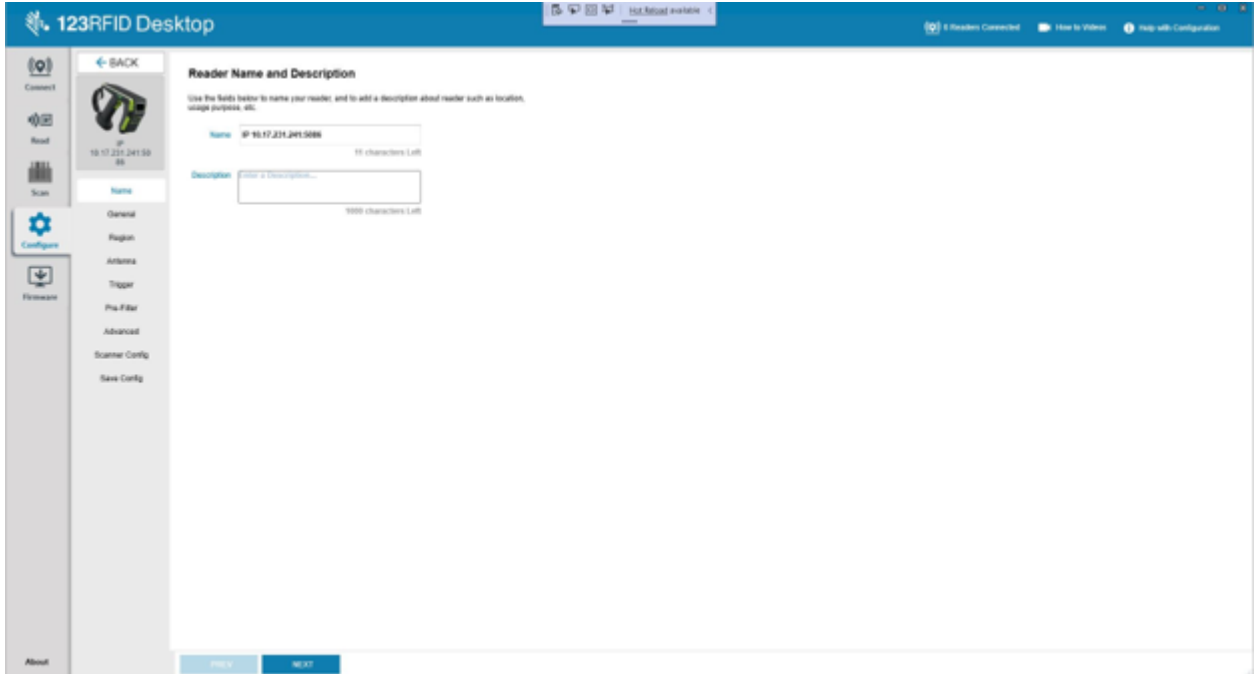 123RFID Desktop
Hot Reload available
6 Readers Connected
How to Videos
Help with Configuration
Connect
Read
Scan
Configure
Firmware
About
BACK
IP
10.17.231.241:50
86
Name
General
Region
Antenna
Trigger
Pre-Filter
Advanced
Scanner Config
Save Config
Reader Name and Description
Use the fields below to name your reader, and to add a description about reader such as location,
usage purpose, etc.
Name
IP 10.17.231.241:5086
11 characters Left
Description
Enter a Description...
1000 characters Left
PREV
NEXT